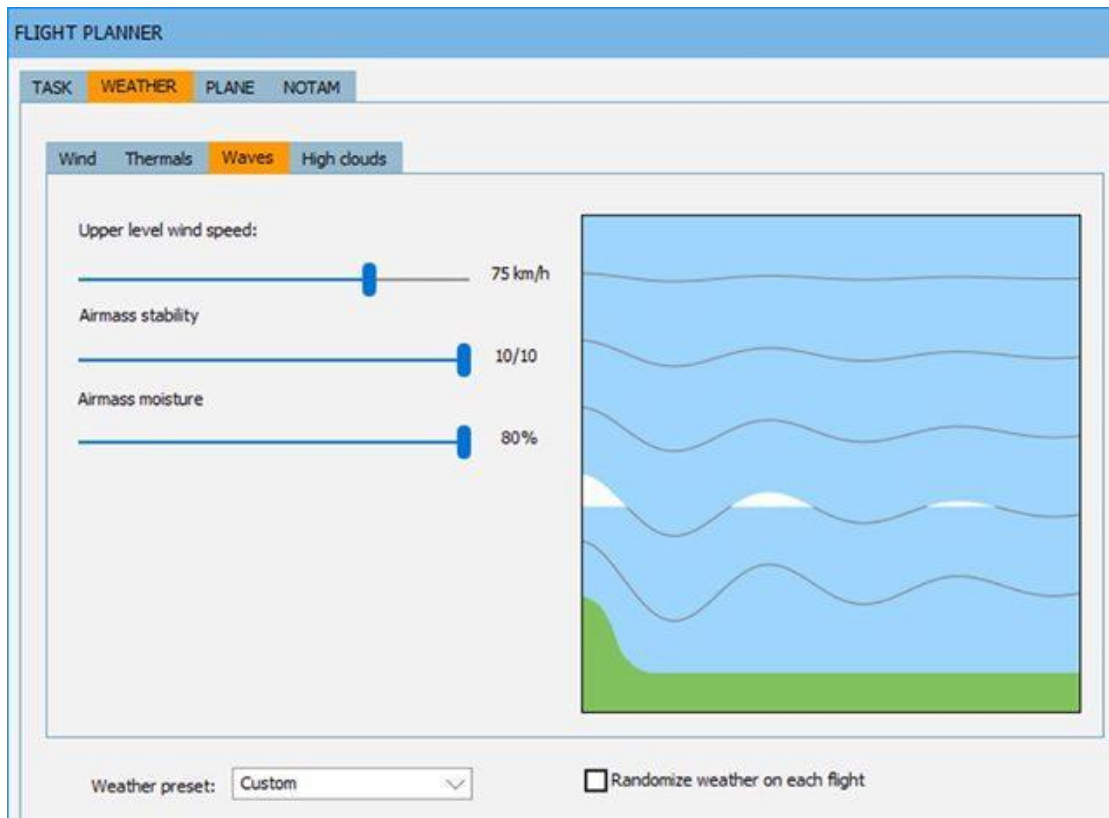 FLIGHT PLANNER
TASK WEATHER PLANE NOTAM
Wind Thermals Waves High clouds
Upper level wind speed:
75 km/h
Airmass stability
10/10
Airmass moisture
80%
Weather preset: Custom Randomize weather on each flight